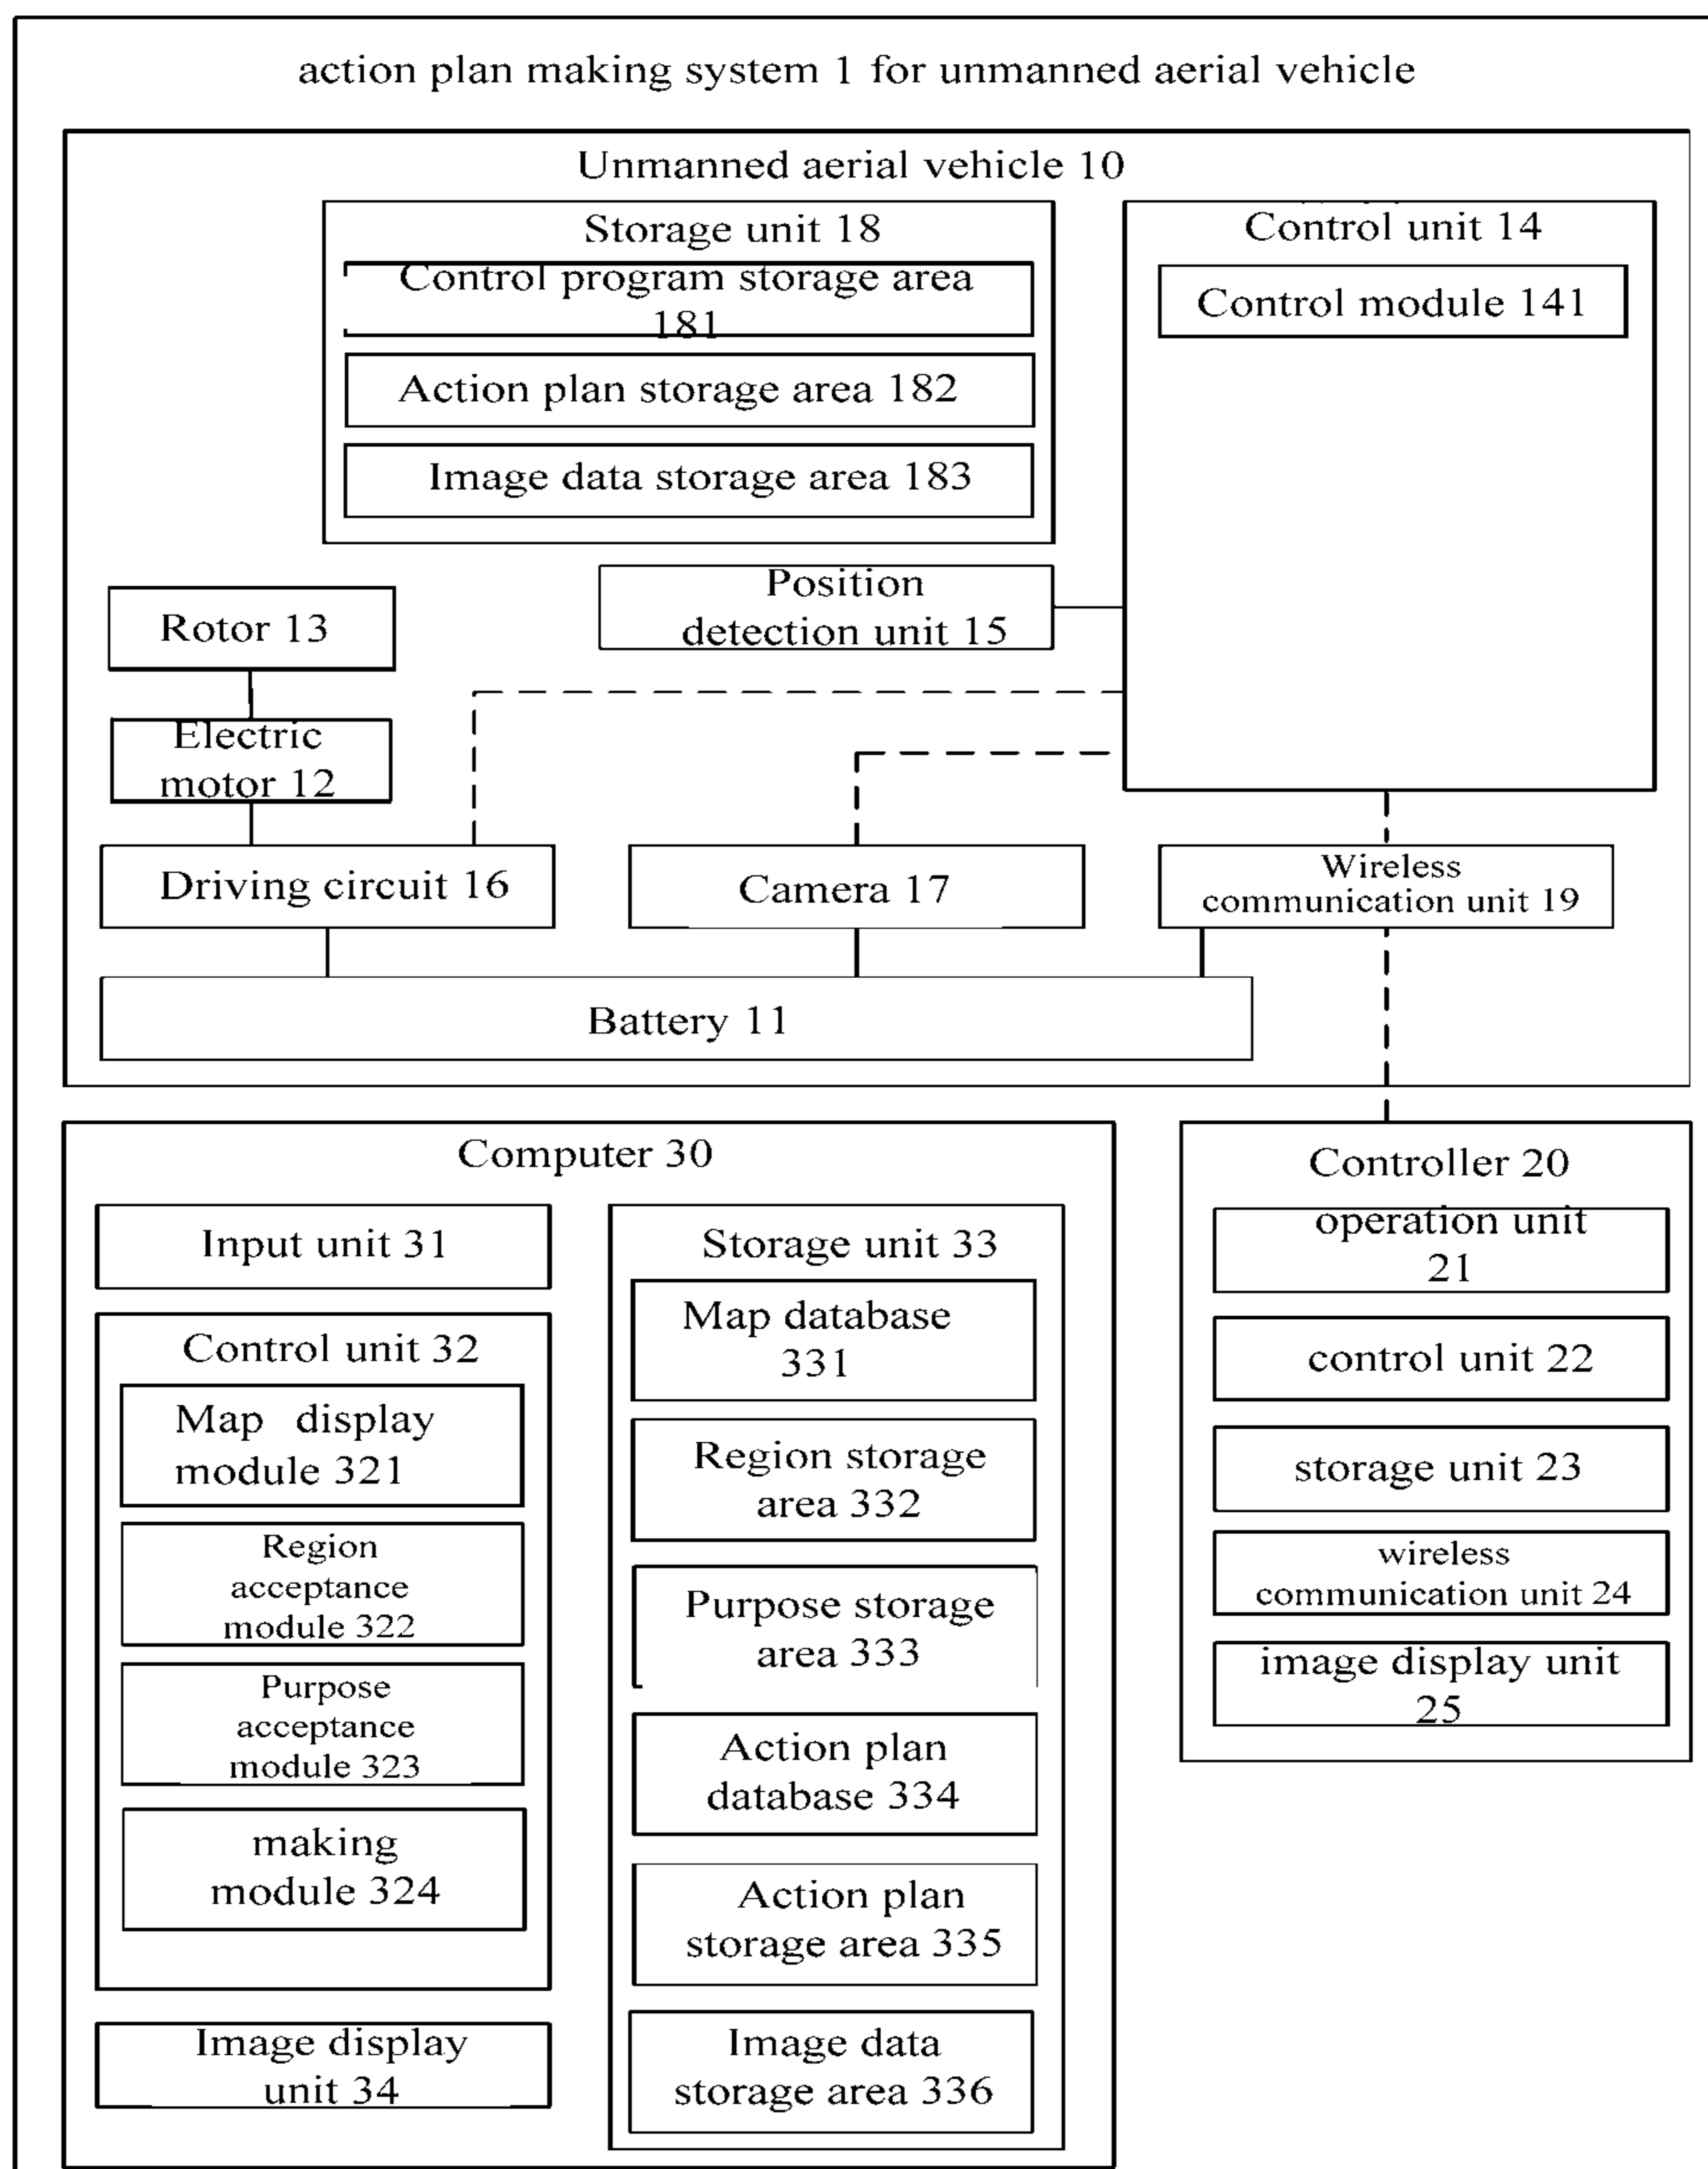 action plan making system 1 for unmanned aerial vehicle
Unmanned aerial vehicle 10
Storage unit 18
Control program storage area
181
Action plan storage area 182
Image data storage area 183
Control unit 14
Control module 141
Position
detection unit 15
Rotor 13
Electric
motor 12
Driving circuit 16
Camera 17
Wireless
communication unit 19
Battery 11
Computer 30
Input unit 31
Control unit 32
Map display
module 321
Region
acceptance
module 322
Purpose
acceptance
module 323
making
module 324
Image display
unit 34
Storage unit 33
Map database
331
Region storage
area 332
Purpose storage
area 333
Action plan
database 334
Action plan
storage area 335
Image data
storage area 336
Controller 20
operation unit
21
control unit 22
storage unit 23
wireless
communication unit 24
image display unit
25